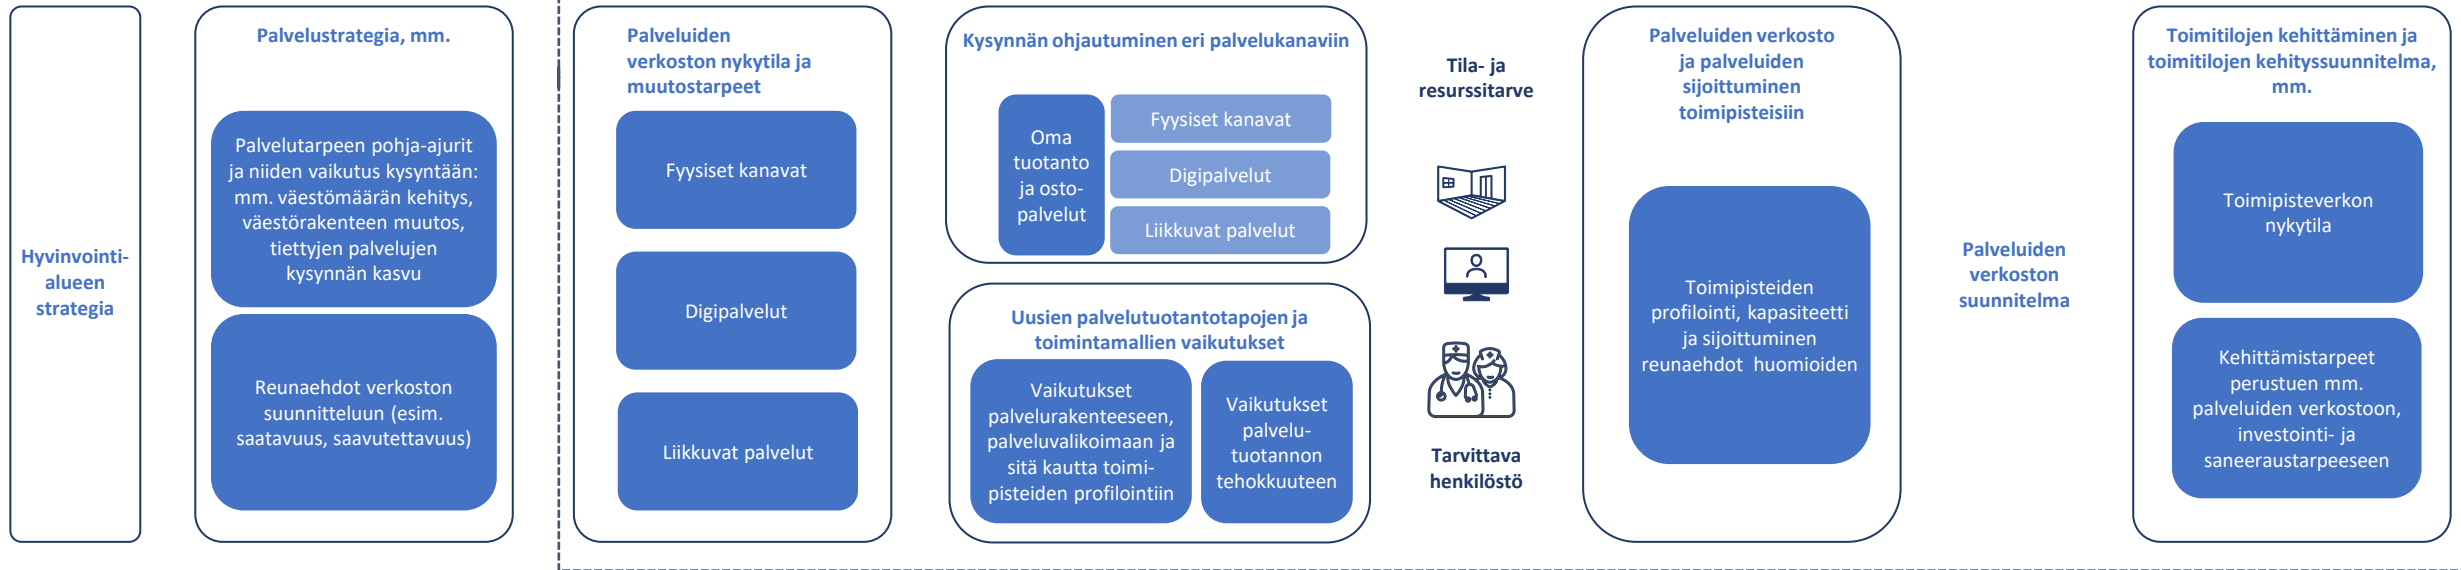 Hyvinvointi-
alueen
strategia
Palvelustrategia, mm.
Palvelutarpeen pohja-ajurit
ja niiden vaikutus kysyntään:
mm. väestömäärän kehitys,
väestörakenteen muutos,
tiettyjen palvelujen
kysynnän kasvu
Reunaehdot verkoston
suunnitteluun (esim.
saatavuus, saavutettavuus)
Palveluiden
verkoston nykytila ja
muutostarpeet
Fyysiset kanavat
Digipalvelut
Liikkuvat palvelut
Kysynnän ohjautuminen eri palvelukanaviin
Oma
tuotanto
ja osto-
palvelut
Fyysiset kanavat
Digipalvelut
Liikkuvat palvelut
Uusien palvelutuotantotapojen ja
toimintamallien vaikutukset
Vaikutukset
palvelurakenteeseen,
palveluvalikoimaan ja
sitä kautta toimi-
pisteiden profilointiin
Vaikutukset
palvelu-
tuotannon
tehokkuuteen
Tila- ja
resurssitarve
Tarvittava
henkilöstö
Palveluiden verkosto
ja palveluiden
sijoittuminen
toimipisteisiin
Toimipisteiden
profilointi, kapasiteetti
ja sijoittuminen
reunaehdot huomioiden
Palveluiden
verkoston
suunnitelma
Toimitilojen kehittäminen ja
toimitilojen kehityssuunnitelma,
mm.
Toimipisteverkon
nykytila
Kehittämistarpeet
perustuen mm.
palveluiden verkostoon,
investointi- ja
saneeraustarpeeseen